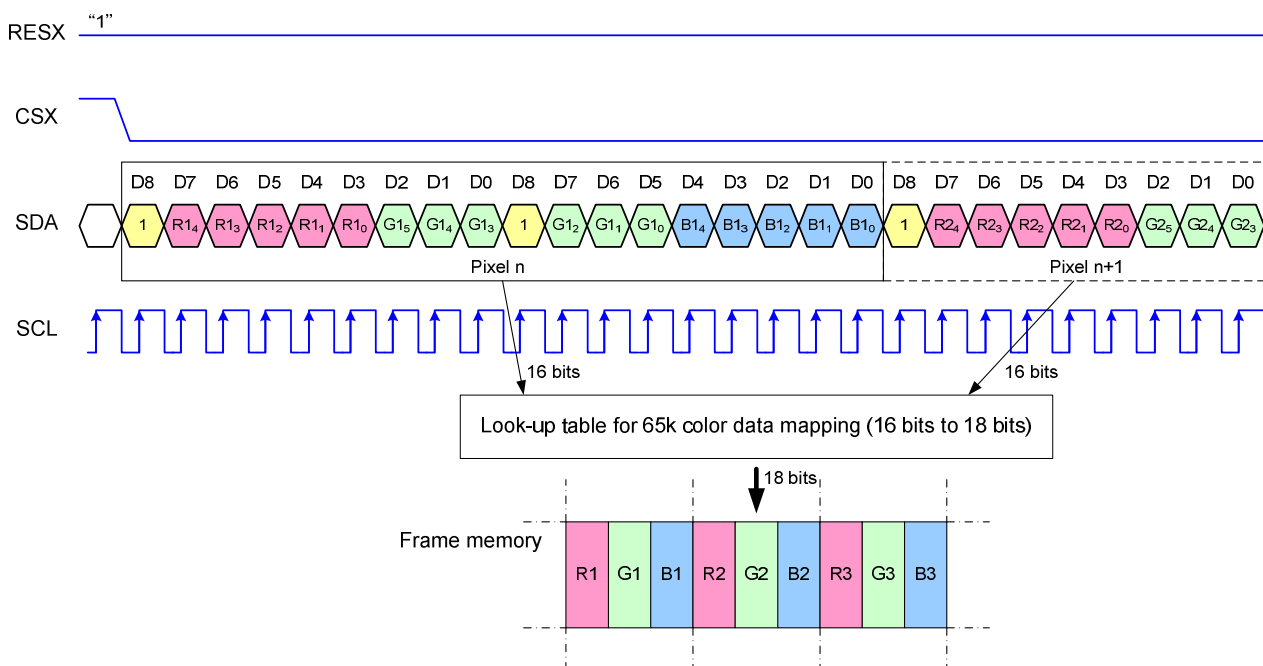 RESX “1”
CSX
D8 D7 D6 D5 D4 D3 D2 D1 D0 D8 D7 D6 D5 D4 D3 D2 D1 D0 D8 D7 D6 D5 D4 D3 D2 D1 D0
SDA 1 R1₄ R1₃ R1₂ R1₁ R1₀ G1₅ G1₄ G1₃ 1 G1₂ G1₁ G1₀ B1₄ B1₃ B1₂ B1₁ B1₀ 1 R2₄ R2₃ R2₂ R2₁ R2₀ G2₅ G2₄ G2₃
Pixel n Pixel n+1
SCL
16 bits 16 bits
Look-up table for 65k color data mapping (16 bits to 18 bits)
18 bits
Frame memory
R1 G1 B1 R2 G2 B2 R3 G3 B3